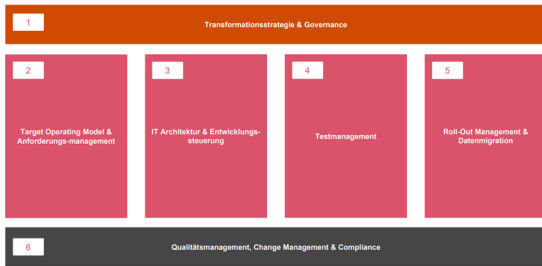 1
Transformationsstrategie & Governance
2
Target Operating Model &
Anforderungs-management
3
IT Architektur & Entwicklungs-
steuerung
4
Testmanagement
5
Roll-Out Management &
Datenmigration
6
Qualitätsmanagement, Change Management & Compliance